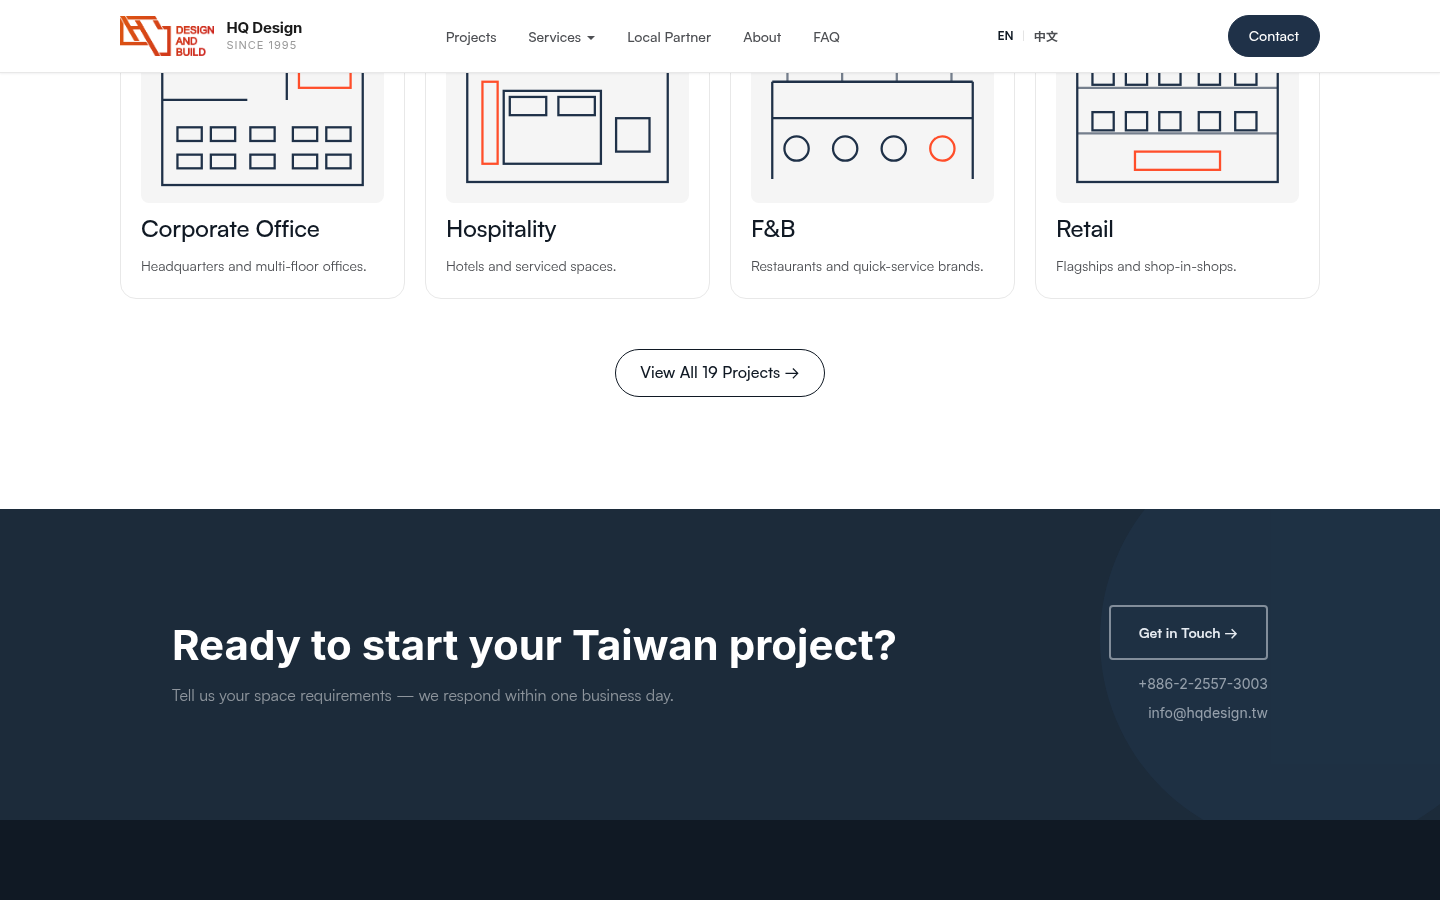 DESIGN
AND
BUILD
HQ Design
SINCE 1995
Projects
Services
Local Partner
About
FAQ
EN
中文
Contact
Corporate Office
Headquarters and multi-floor offices.
Hospitality
Hotels and serviced spaces.
F&B
Restaurants and quick-service brands.
Retail
Flagships and shop-in-shops.
View All 19 Projects →
Ready to start your Taiwan project?
Tell us your space requirements — we respond within one business day.
Get in Touch →
+886-2-2557-3003
info@hqdesign.tw